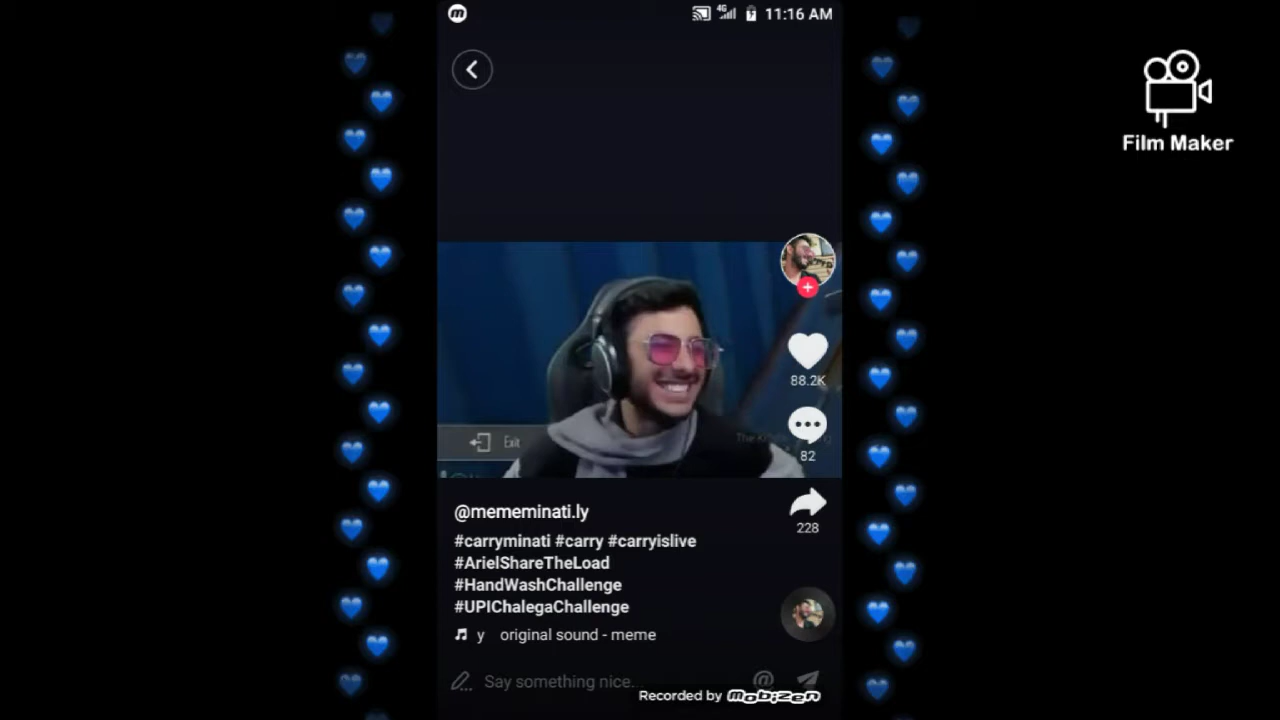 4G
11:16 AM
Film Maker
88.2K
Exit
82
@mememinati.ly
228
#carryminati #carry #carryislive
#ArielShareTheLoad
#HandWashChallenge
#UPIChalegaChallenge
y original sound - meme
Say something nice.
Recorded by Mobizen